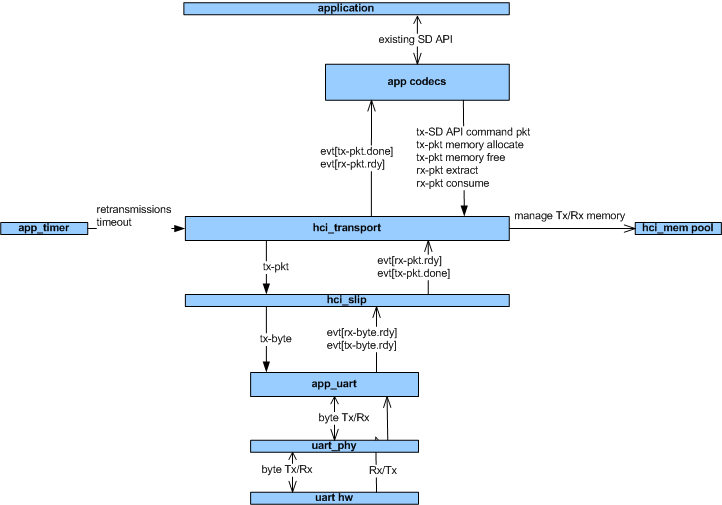 application
existing SD API
app codecs
tx-SD API command pkt
tx-pkt memory allocate
tx-pkt memory free
rx-pkt extract
rx-pkt consume
evt[tx-pkt.done]
evt[rx-pkt.rdy]
retransmissions
timeout
manage Tx/Rx memory
app_timer
hci_transport
hci_mem pool
tx-pkt
evt[rx-pkt.rdy]
evt[tx-pkt.done]
hci_slip
tx-byte
evt[rx-byte.rdy]
evt[tx-byte.rdy]
app_uart
byte Tx/Rx
uart_phy
byte Tx/Rx
Rx/Tx
uart hw